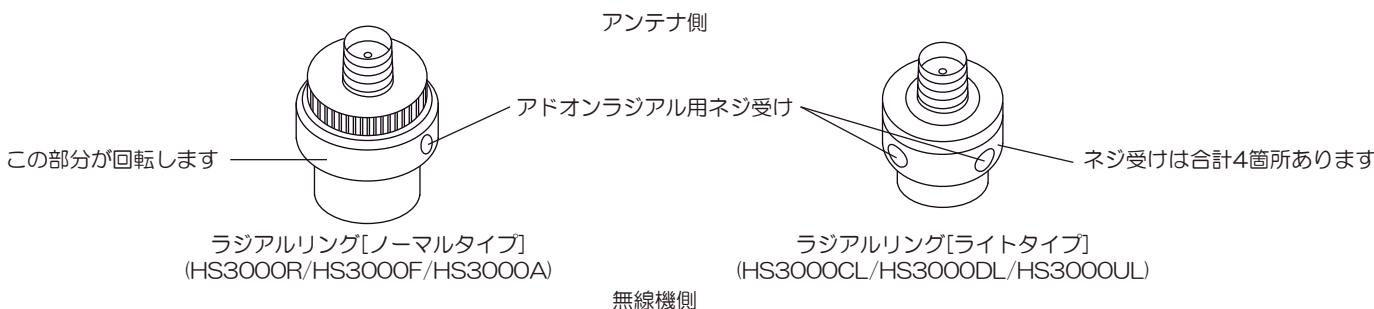 アンテナ側
アドオンラジアル用ネジ受け
この部分が回転します
ネジ受けは合計4箇所あります
ラジアルリング[ノーマルタイプ]
(HS3000R/HS3000F/HS3000A)
ラジアルリング[ライトタイプ]
(HS3000CL/HS3000DL/HS3000UL)
無線機側